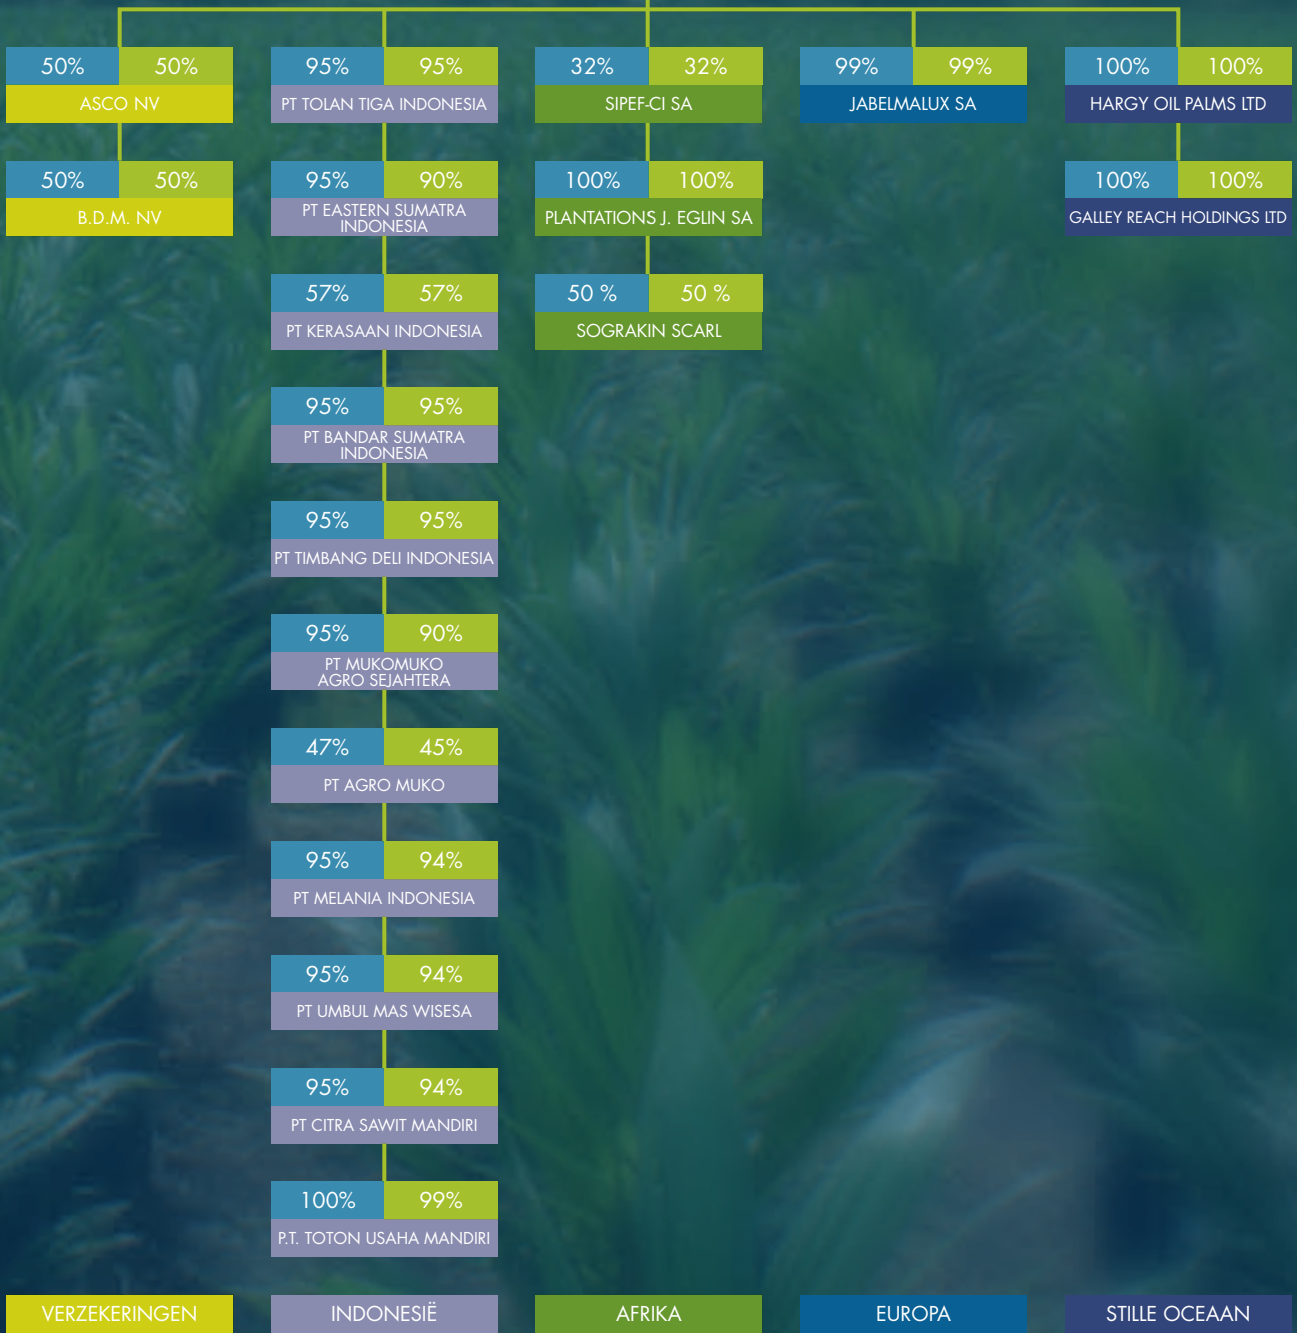 50% 50%
ASCO NV
50% 50%
B.D.M. NV
95% 95%
PT TOLAN TIGA INDONESIA
95% 90%
PT EASTERN SUMATRA
INDONESIA
57% 57%
PT KERASAAN INDONESIA
95% 95%
PT BANDAR SUMATRA
INDONESIA
95% 95%
PT TIMBANG DELI INDONESIA
95% 90%
PT MUKOMUKO
AGRO SEJAHTERA
47% 45%
PT AGRO MUKO
95% 94%
PT MELANIA INDONESIA
95% 94%
PT UMBUL MAS WISESA
95% 94%
PT CITRA SAWIT MANDIRI
100% 99%
P.T. TOTON USAHA MANDIRI
32% 32%
SIPEF-CI SA
100% 100%
PLANTATIONS J. EGLIN SA
50 % 50 %
SOGRAKIN SCARL
99% 99%
JABELMALUX SA
100% 100%
HARGY OIL PALMS LTD
100% 100%
GALLEY REACH HOLDINGS LTD
VERZEKERINGEN
INDONESIË
AFRIKA
EUROPA
STILLE OCEAAN